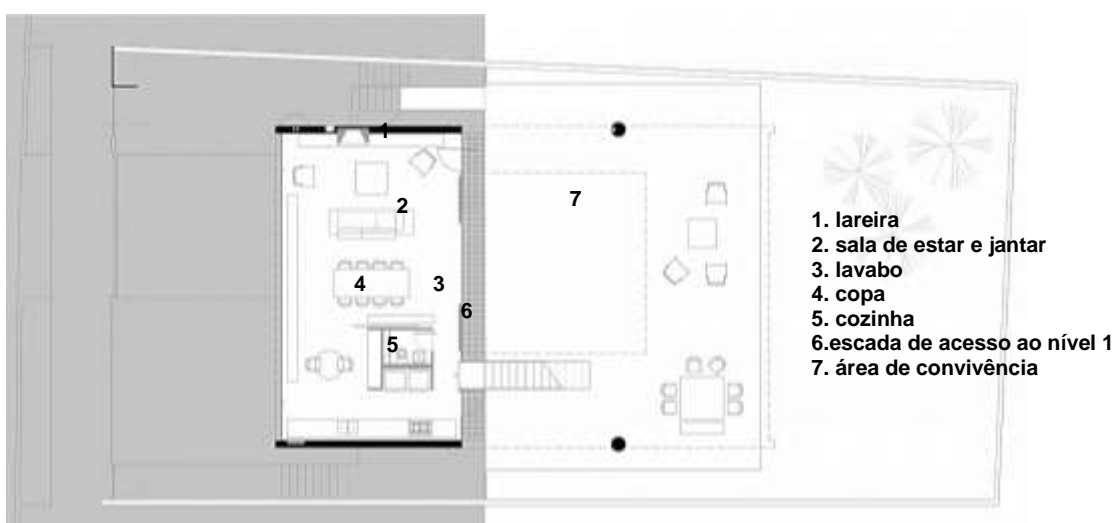 1
2
7
3
4
6
5
1. lareira
2. sala de estar e jantar
3. lavabo
4. copa
5. cozinha
6.escada de acesso ao nível 1
7. área de convivência